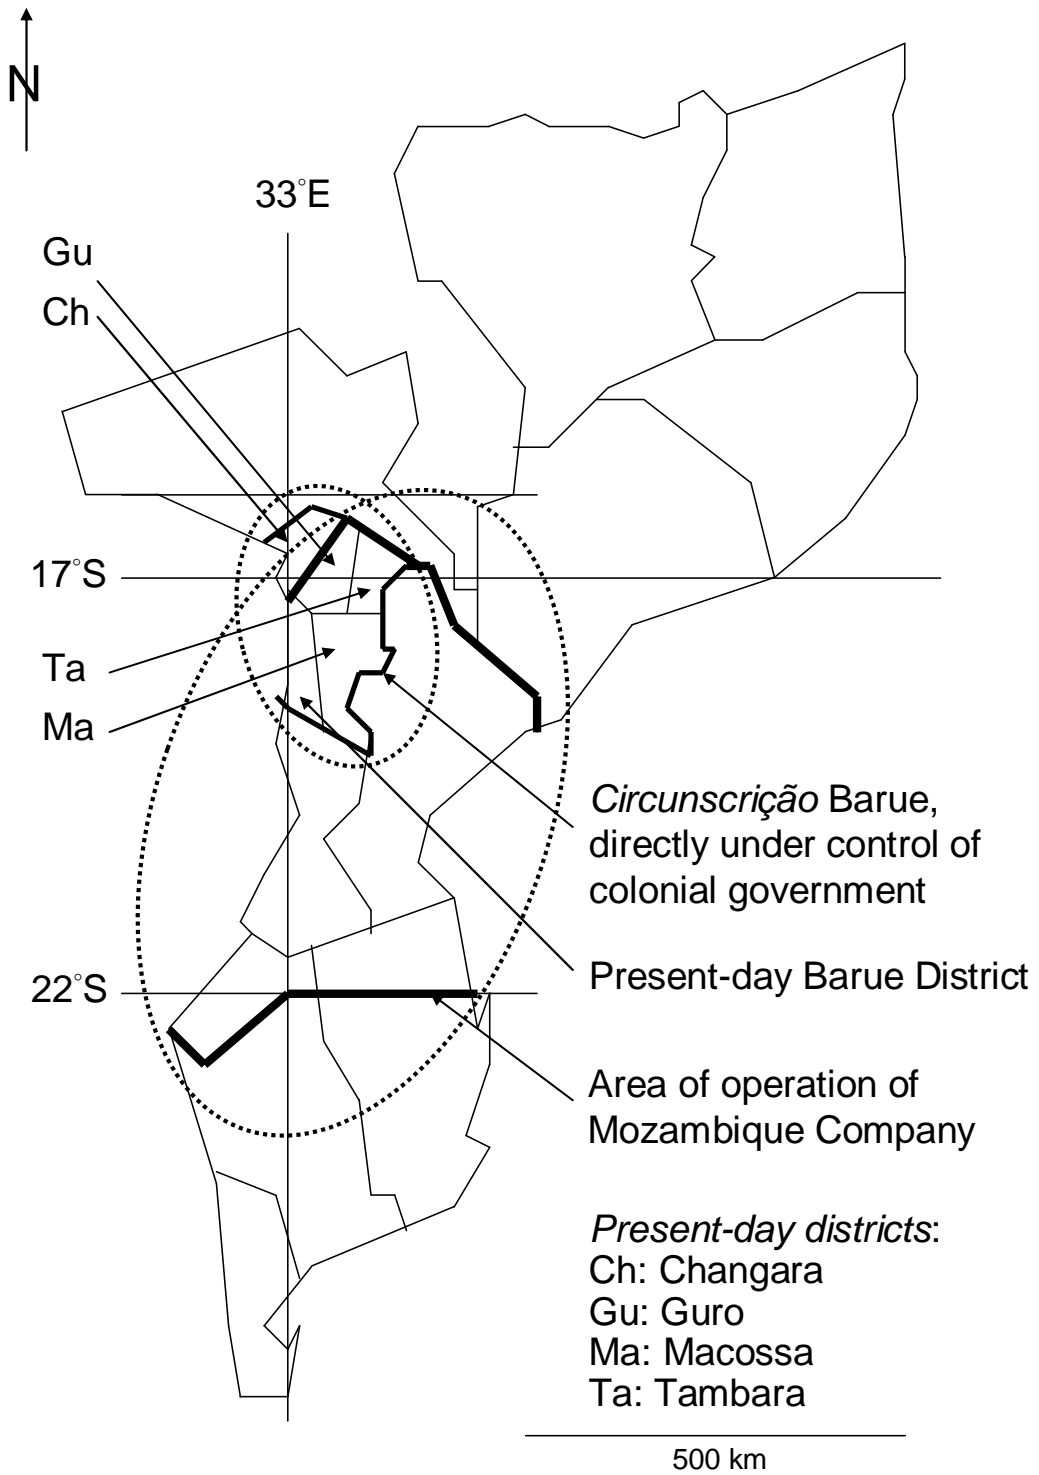 N
33°E
Gu
Ch
17°S
Ta
Ma
Circunscrição Barue,
directly under control of
colonial government
Present-day Barue District
22°S
Area of operation of
Mozambique Company
Present-day districts:
Ch: Changara
Gu: Guro
Ma: Macossa
Ta: Tambara
500 km